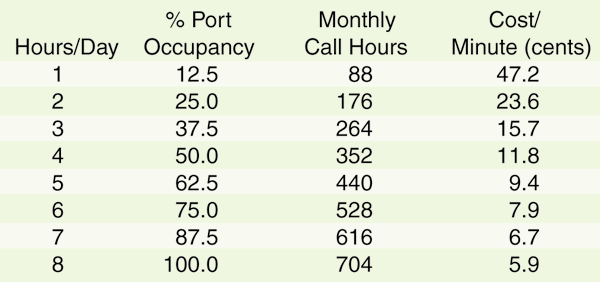 % Port Monthly Cost/
Hours/Day Occupancy Call Hours Minute (cents)
1 12.5 88 47.2
2 25.0 176 23.6
3 37.5 264 15.7
4 50.0 352 11.8
5 62.5 440 9.4
6 75.0 528 7.9
7 87.5 616 6.7
8 100.0 704 5.9